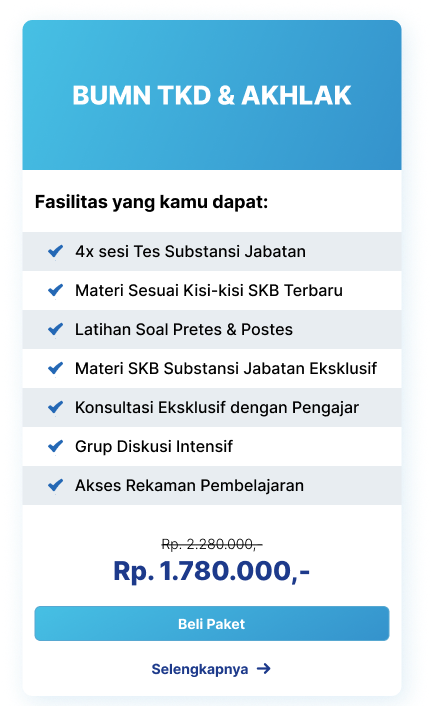 BUMN TKD & AKHLAK
Fasilitas yang kamu dapat:
4x sesi Tes Substansi Jabatan
Materi Sesuai Kisi-kisi SKB Terbaru
Latihan Soal Pretes & Postes
Materi SKB Substansi Jabatan Eksklusif
Konsultasi Eksklusif dengan Pengajar
Grup Diskusi Intensif
Akses Rekaman Pembelajaran
Rp. 2.280.000,-
Rp. 1.780.000,-
Beli Paket
Selengkapnya →